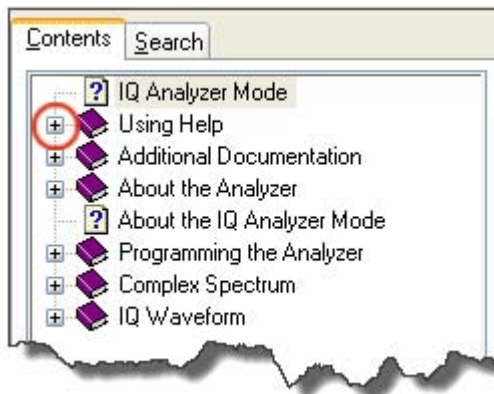 Contents Search
IQ Analyzer Mode
Using Help
Additional Documentation
About the Analyzer
About the IQ Analyzer Mode
Programming the Analyzer
Complex Spectrum
IQ Waveform